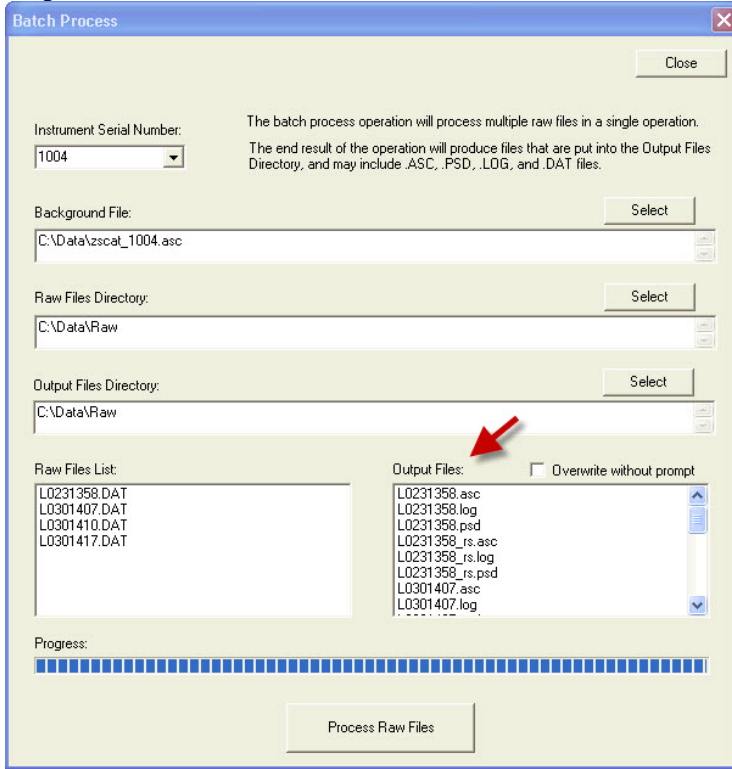 Batch Process
Close
Instrument Serial Number:
1004
The batch process operation will process multiple raw files in a single operation.
The end result of the operation will produce files that are put into the Output Files
Directory, and may include .ASC, .PSD, .LOG, and .DAT files.
Background File:
Select
C:\Data\zscat_1004.asc
Raw Files Directory:
Select
C:\Data\Raw
Output Files Directory:
Select
C:\Data\Raw
Raw Files List:
L0231358.DAT
L0301407.DAT
L0301410.DAT
L0301417.DAT
Output Files:
Overwrite without prompt
L0231358.asc
L0231358.log
L0231358.psd
L0231358_rs.asc
L0231358_rs.log
L0231358_rs.psd
L0301407.asc
L0301407.log
Progress:
Process Raw Files